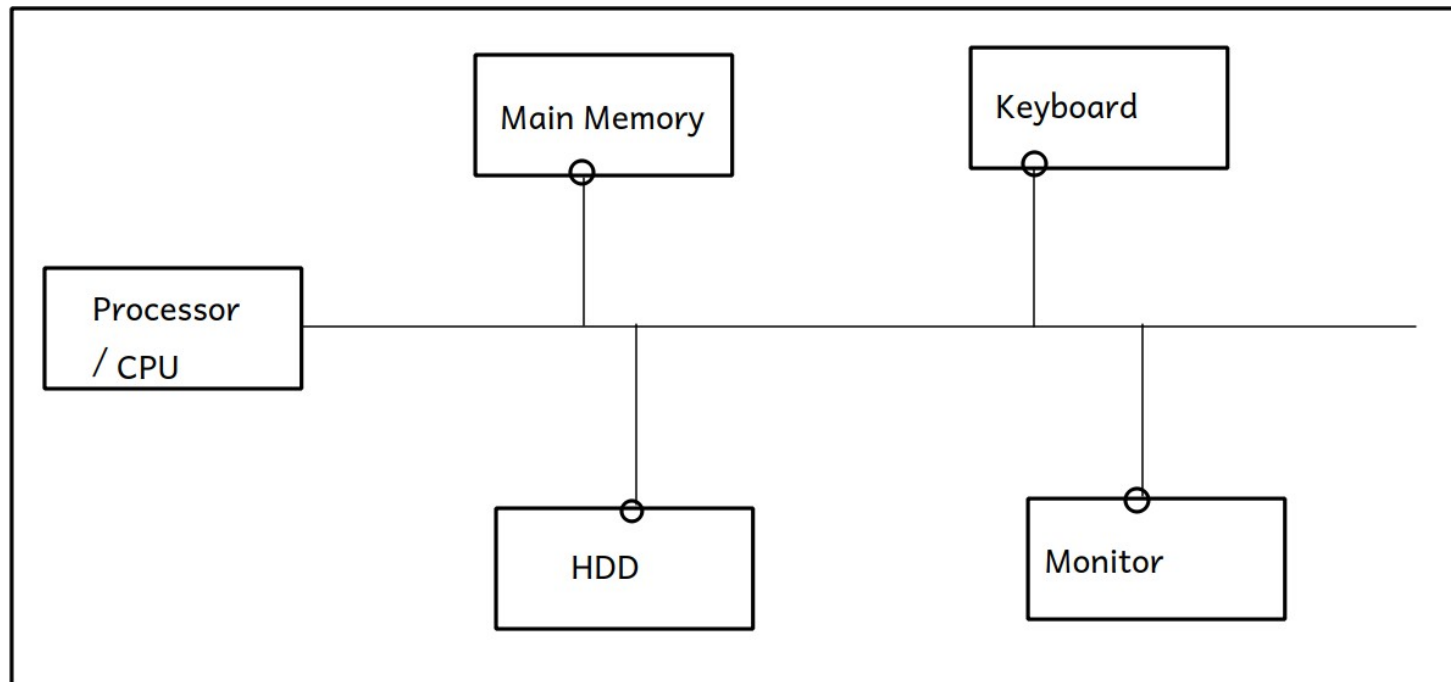 Main Memory
Keyboard
Processor
/ CPU
HDD
Monitor